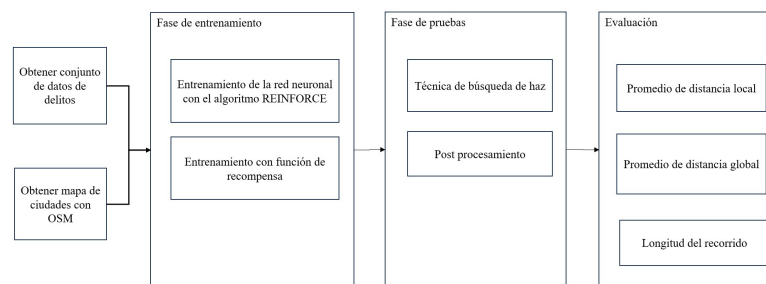 Obtener conjunto
de datos de
delitos
Obtener mapa de
ciudades con
OSM
Fase de entrenamiento
Entrenamiento de la red neuronal
con el algoritmo REINFORCE
Entrenamiento con función de
recompensa
Fase de pruebas
Técnica de búsqueda de haz
Post procesamiento
Evaluación
Promedio de distancia local
Promedio de distancia global
Longitud del recorrido